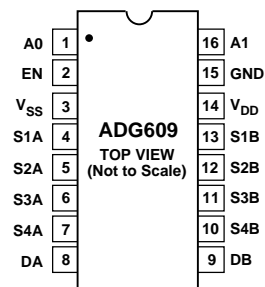 A0 1 16 A1
EN 2 15 GND
VSS 3 14 VDD
S1A 4 ADG609 13 S1B
S2A 5 TOP VIEW 12 S2B
(Not to Scale)
S3A 6 11 S3B
S4A 7 10 S4B
DA 8 9 DB